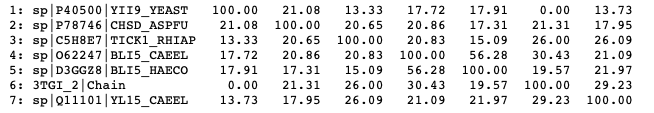 1: sp|P40500|YII9_YEAST 100.00 21.08 13.33 17.72 17.91 0.00 13.73
2: sp|P78746|CHSD_ASPFU 21.08 100.00 20.65 20.86 17.31 21.31 17.95
3: sp|C5H8E7|TICK1_RHIAP 13.33 20.65 100.00 20.83 15.09 26.00 26.09
4: sp|O62247|BLI5_CAEEL 17.72 20.86 20.83 100.00 56.28 30.43 21.09
5: sp|D3GGZ8|BLI5_HAECO 17.91 17.31 15.09 56.28 100.00 19.57 21.97
6: 3TGI_2|Chain 0.00 21.31 26.00 30.43 19.57 100.00 29.23
7: sp|Q11101|YL15_CAEEL 13.73 17.95 26.09 21.09 21.97 29.23 100.00